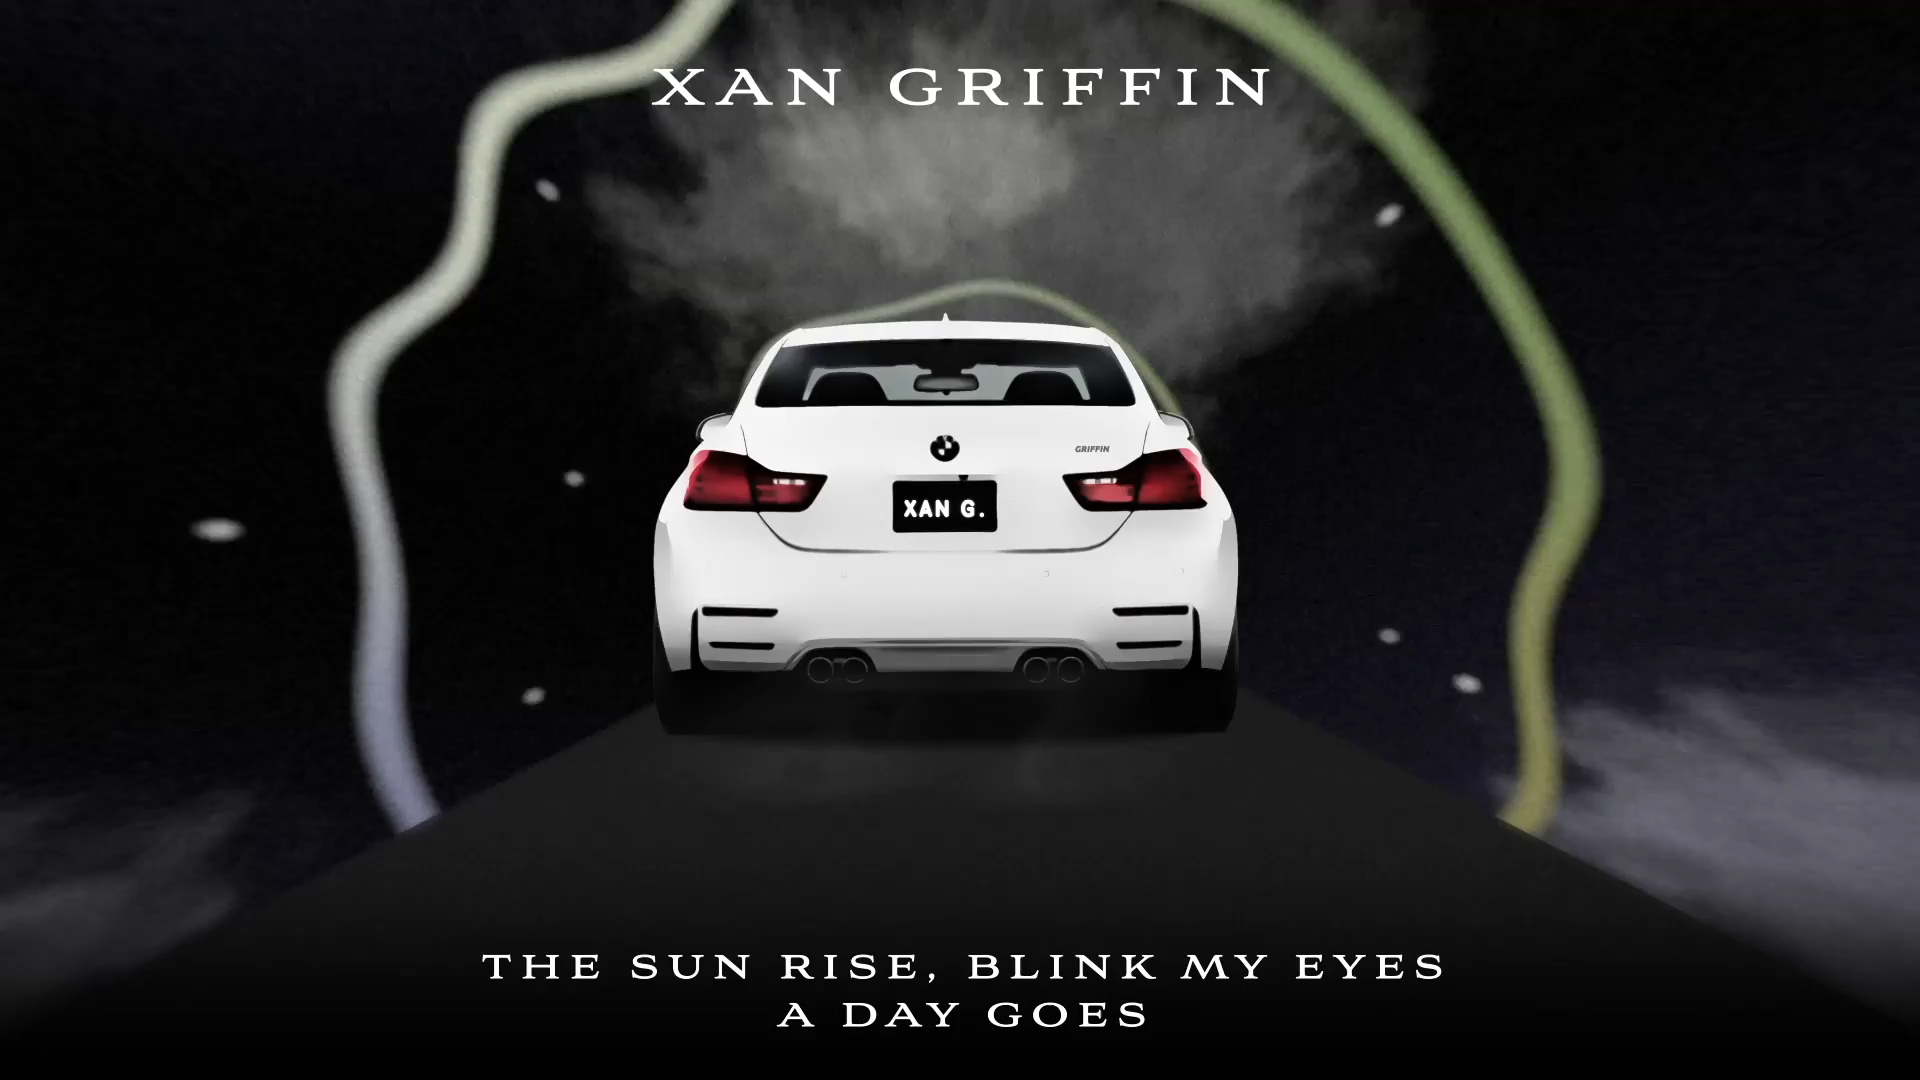 XAN GRIFFIN
GRIFFIN
XAN G.
THE SUN RISE, BLINK MY EYES
A DAY GOES